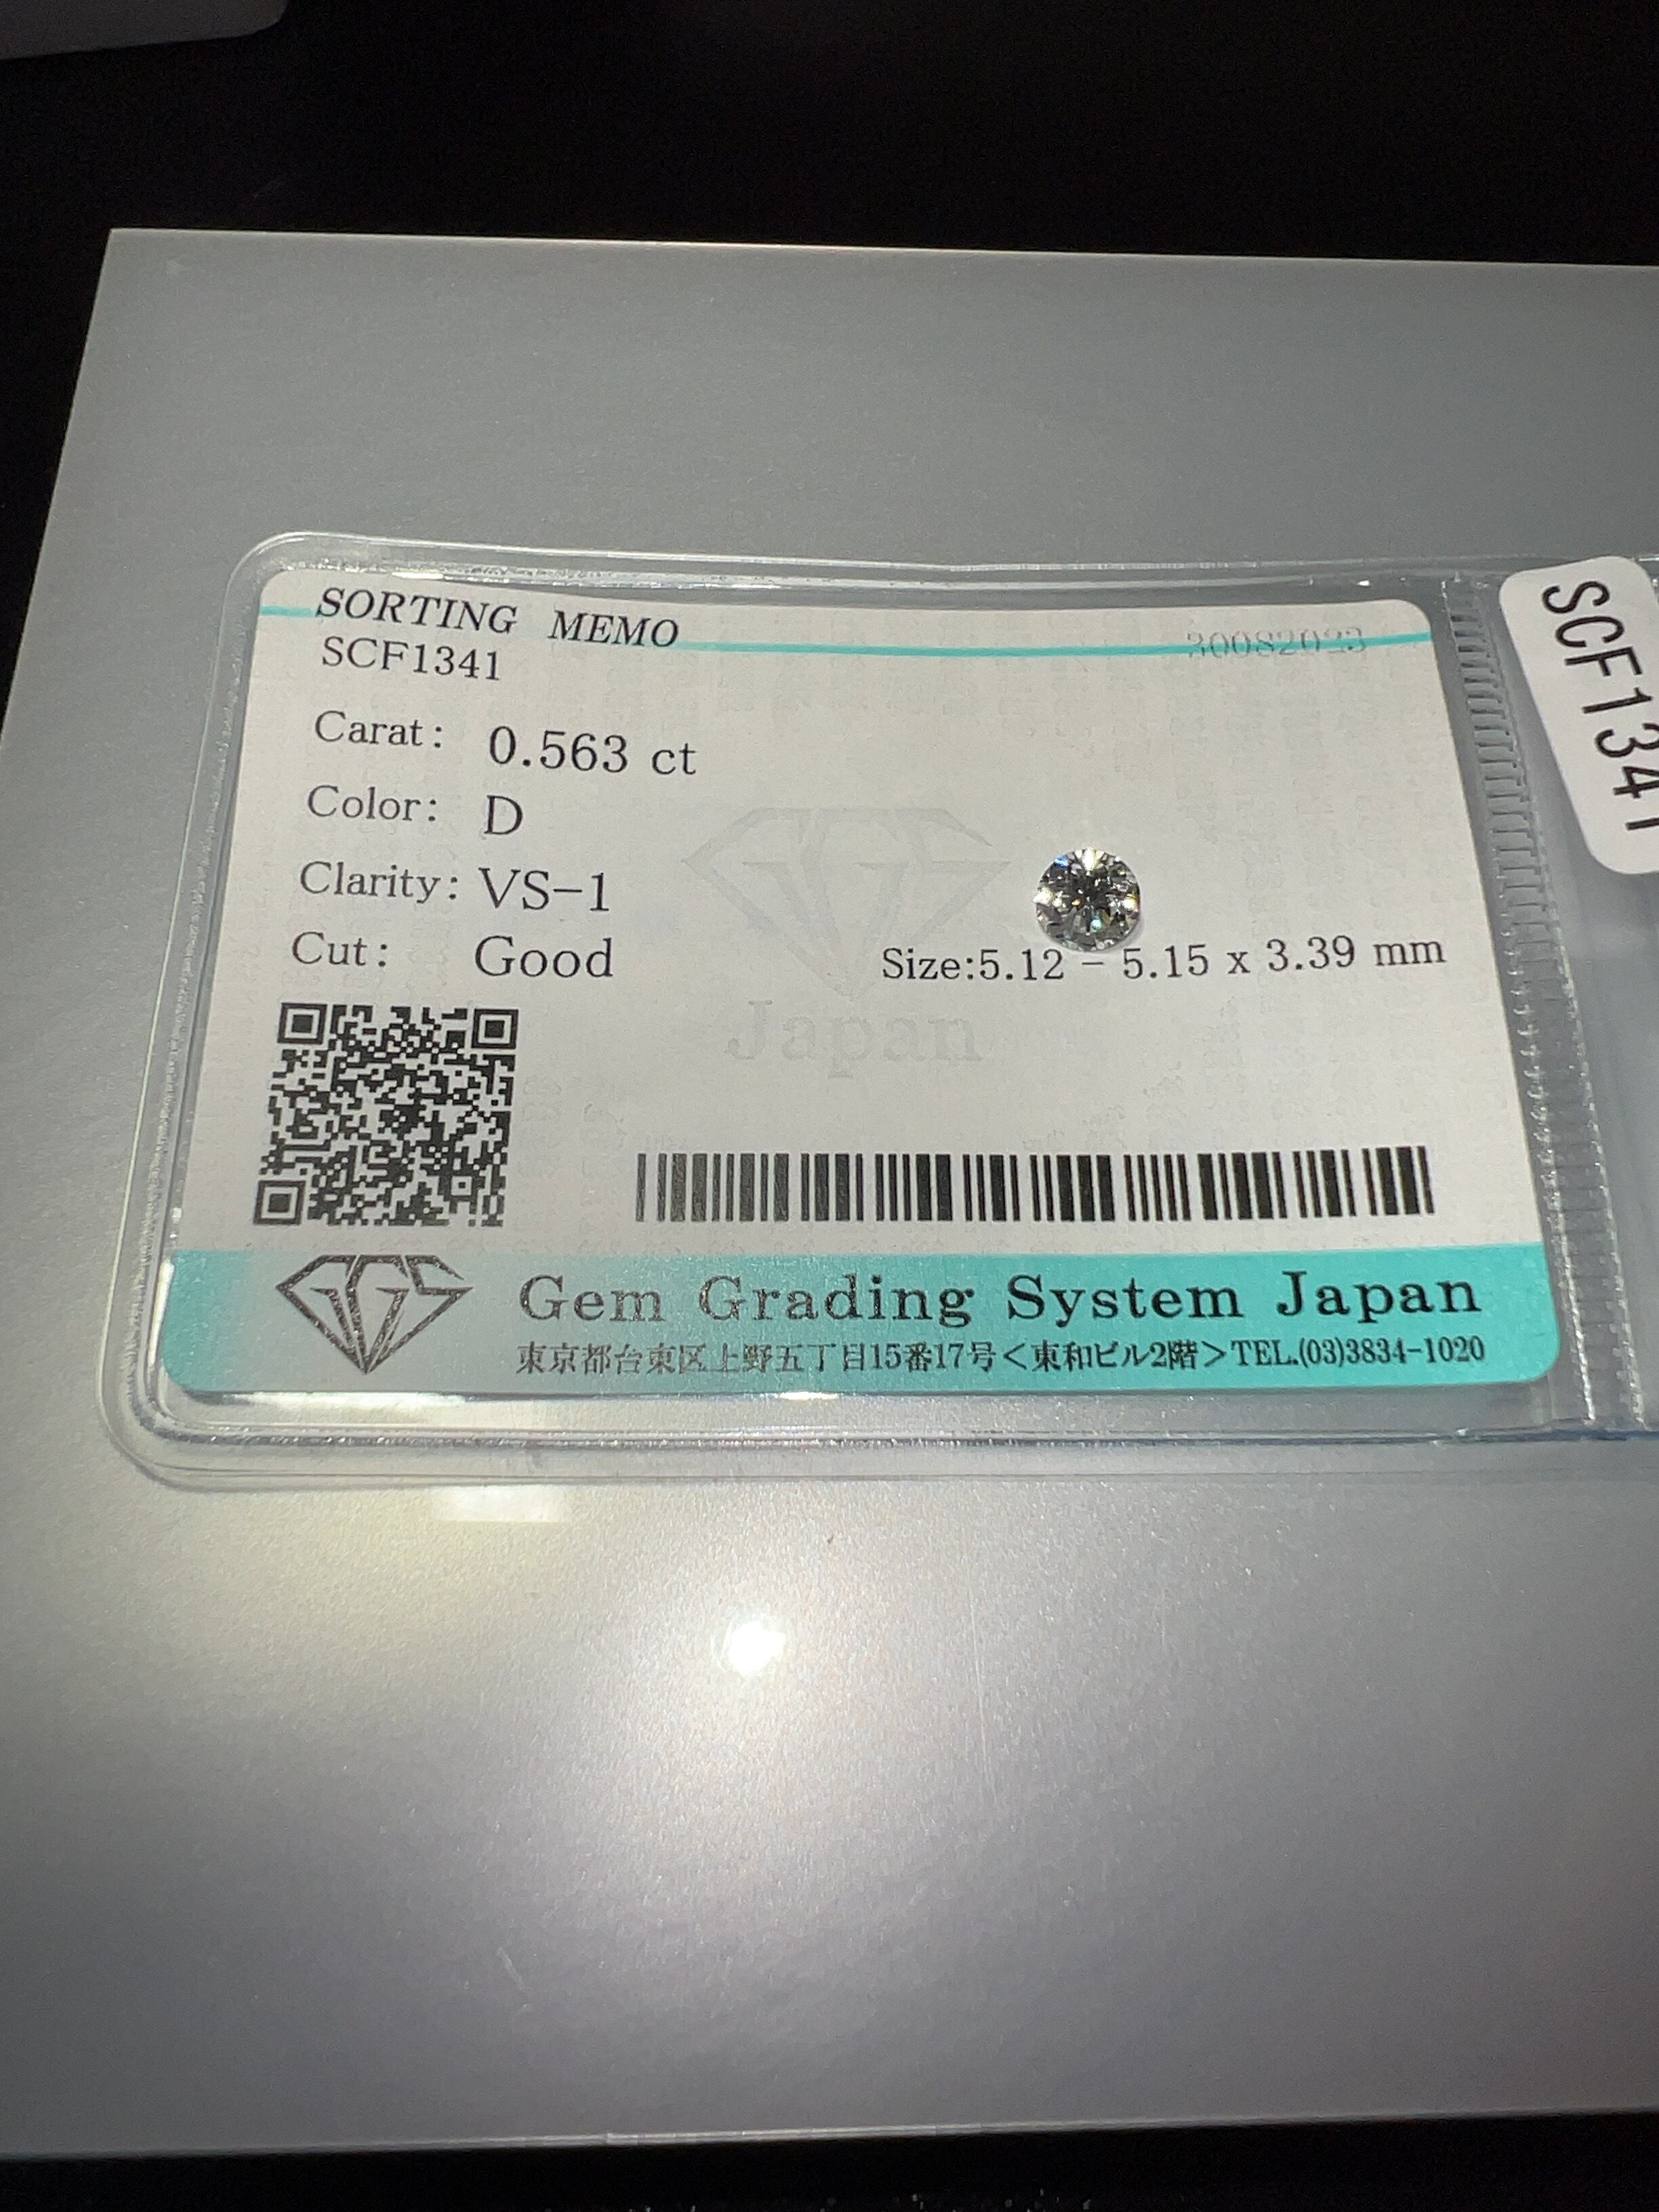 SORTING MEMO
30082023
SCF1341
Carat: 0.563 ct
Color: D
Clarity: VS-1
Cut: Good
Size:5.12 - 5.15 x 3.39 mm
GGS
Japan
GGS
Gem Grading System Japan
東京都台東区上野五丁目15番17号<東和ビル2階>TEL.(03)3834-1020
SCF1341